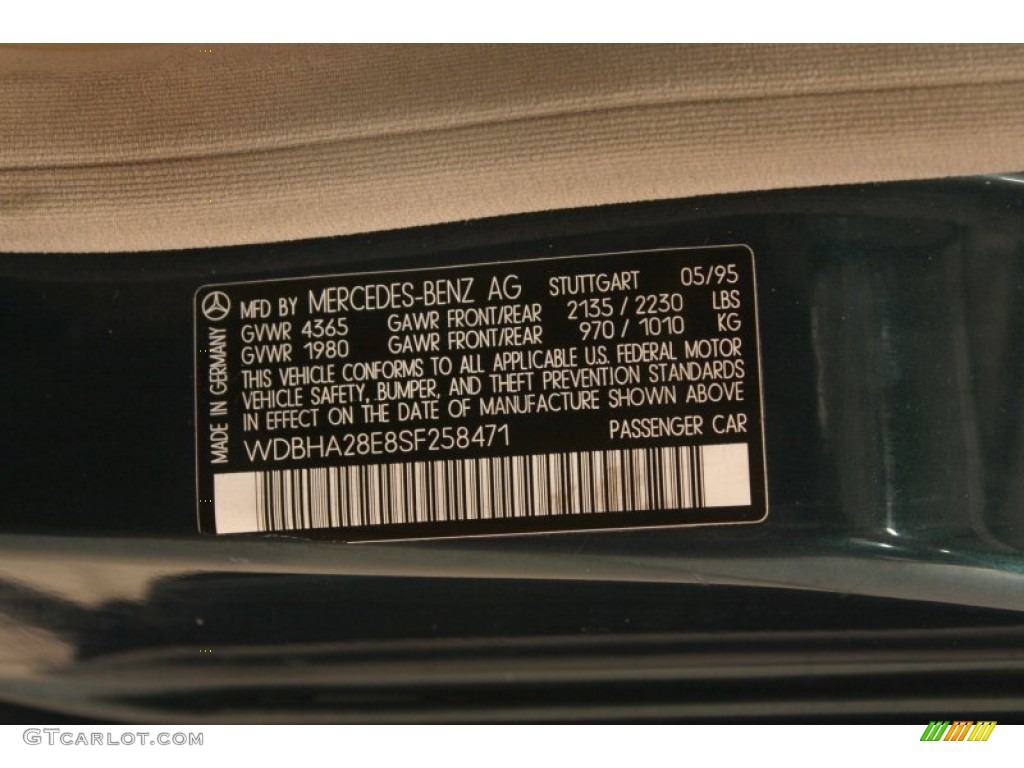 MADE IN GERMANY
MFD BY MERCEDES-BENZ AG STUTTGART 05/95
GVWR 4365 GAWR FRONT/REAR 2135 / 2230 LBS
GVWR 1980 GAWR FRONT/REAR 970 / 1010 KG
THIS VEHICLE CONFORMS TO ALL APPLICABLE U.S. FEDERAL MOTOR
VEHICLE SAFETY, BUMPER, AND THEFT PREVENTION STANDARDS
IN EFFECT ON THE DATE OF MANUFACTURE SHOWN ABOVE
WDBHA28E8SF258471 PASSENGER CAR
GTCARLOT.COM